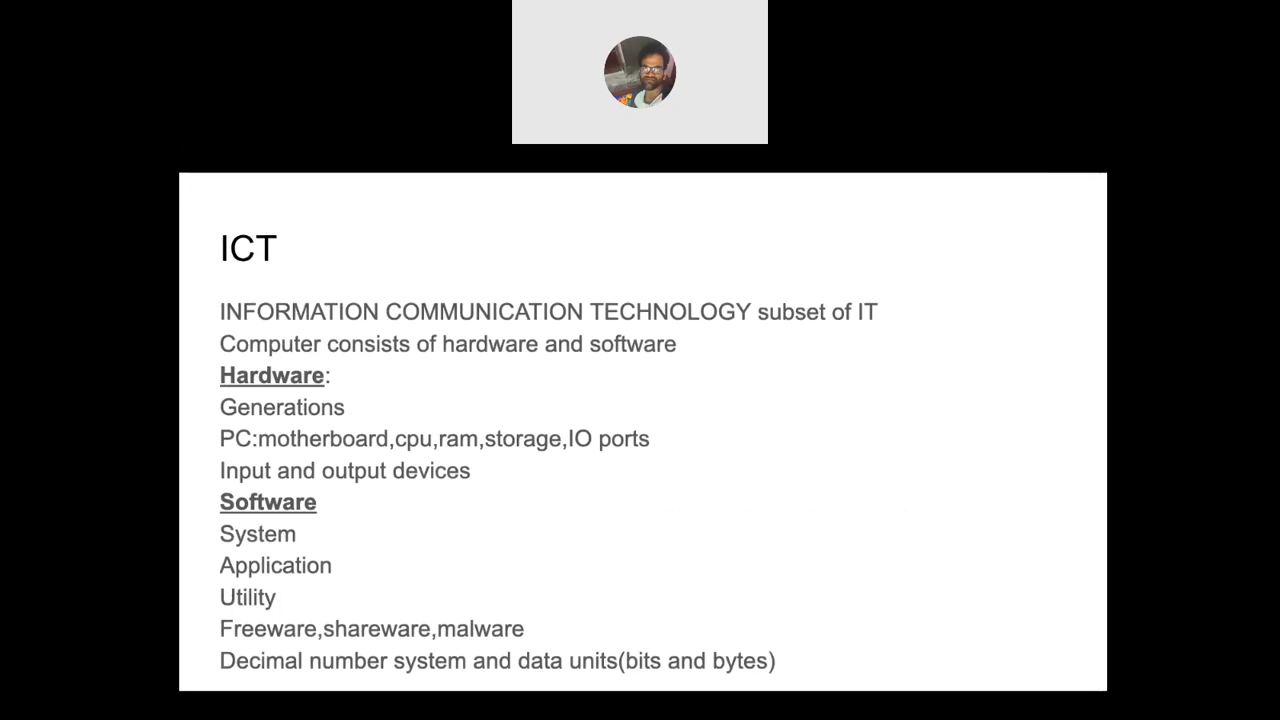 ICT
INFORMATION COMMUNICATION TECHNOLOGY subset of IT
Computer consists of hardware and software
Hardware:
Generations
PC:motherboard,cpu,ram,storage,IO ports
Input and output devices
Software
System
Application
Utility
Freeware,shareware,malware
Decimal number system and data units(bits and bytes)